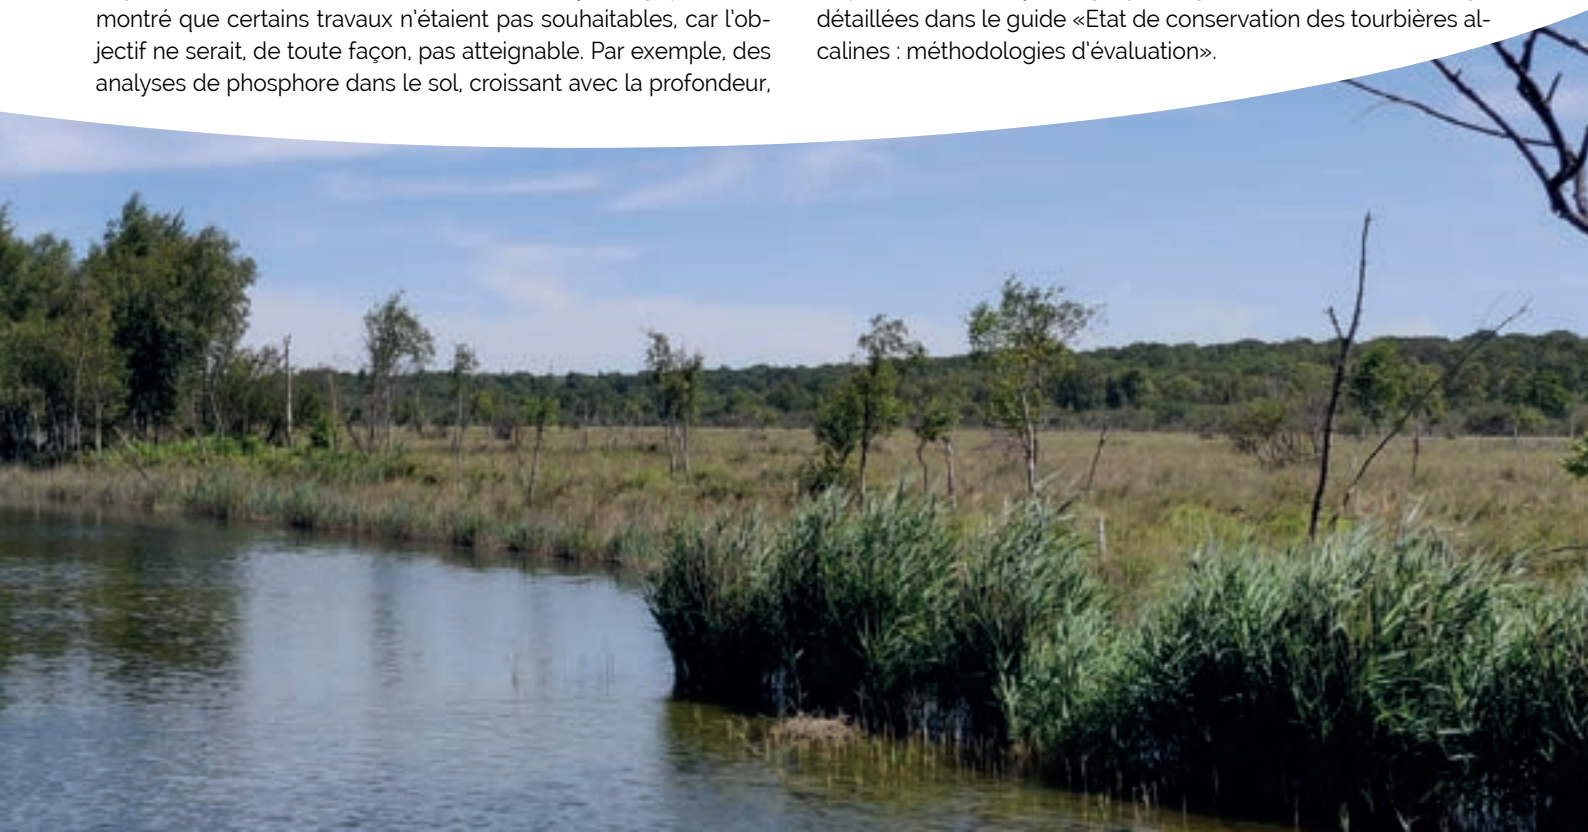 montré que certains travaux n'étaient pas souhaitables, car l'ob-
jectif ne serait, de toute façon, pas atteignable. Par exemple, des
analyses de phosphore dans le sol, croissant avec la profondeur,
détaillées dans le guide «Etat de conservation des tourbières al-
calines : méthodologies d'évaluation».